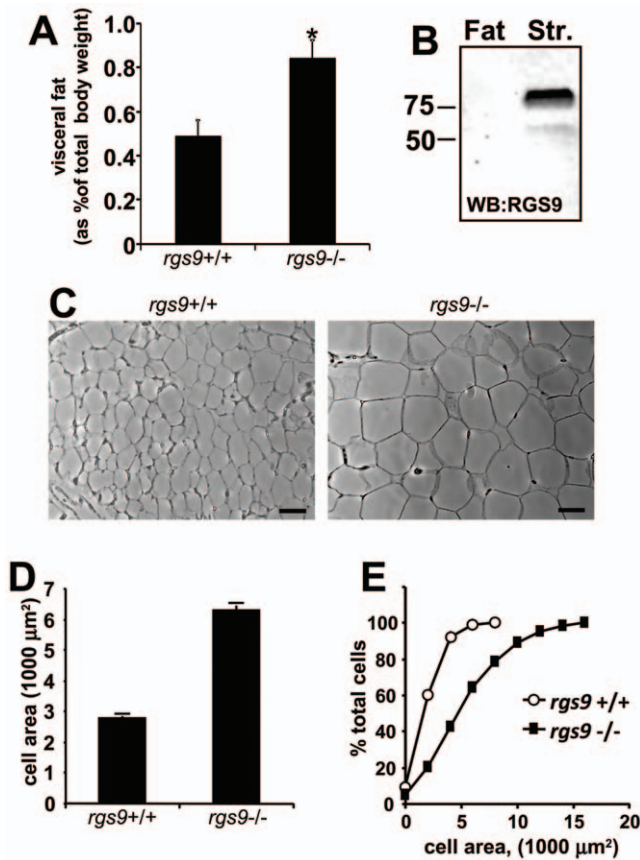 A
visceral fat
(as %of total body weight)
1.0
0.8
0.6
0.4
0.2
0
*
rgs9+/+
rgs9-/-
B
Fat Str.
75
50
WB:RGS9
C
rgs9+/+
rgs9-/-
D
cell area (1000 µm²)
7
6
5
4
3
2
1
0
rgs9+/+
rgs9-/-
E
% total cells
100
80
60
40
20
0
5
10
15
20
cell area, (1000 µm²)
rgs9 +/+
rgs9 -/-